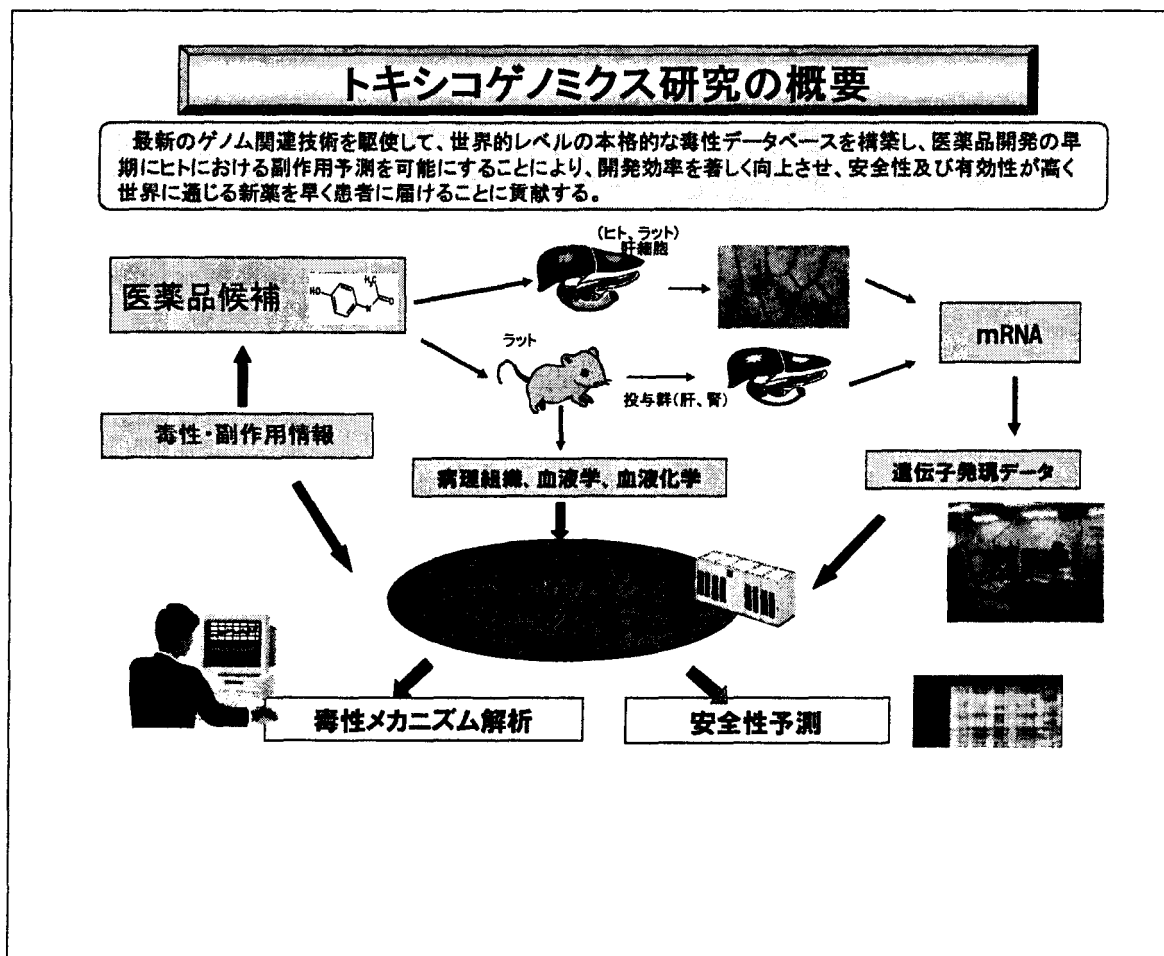 トキシコゲノミクス研究の概要
最新のゲノム関連技術を駆使して、世界的レベルの本格的な毒性データベースを構築し、医薬品開発の早
期にヒトにおける副作用予測を可能にすることにより、開発効率を著しく向上させ、安全性及び有効性が高く
世界に通じる新薬を早く患者に届けることに貢献する。
(ヒト、ラット)
肝細胞
医薬品候補
HO
H₃C
N
O
mRNA
ラット
投与群(肝、腎)
毒性・副作用情報
病理組織、血液学、血液化学
遺伝子発現データ
毒性メカニズム解析
安全性予測